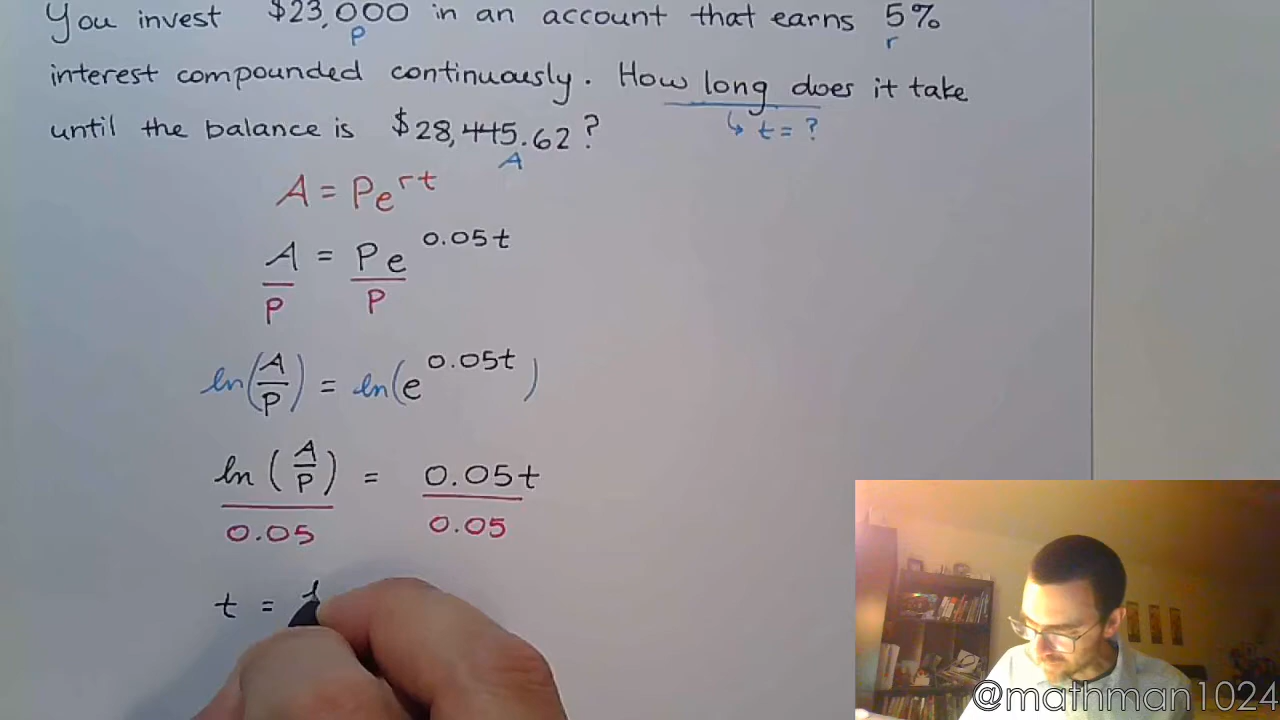 You invest $23,000 in an account that earns 5%
P
r
interest compounded continuously. How long does it take
until the balance is $28,445.62?
↳ t = ?
A
A = Pe^rt
A = Pe^0.05t
P P
ln(A/P) = ln(e^0.05t)
ln(A/P) = 0.05t
0.05 0.05
t =
@mathman1024